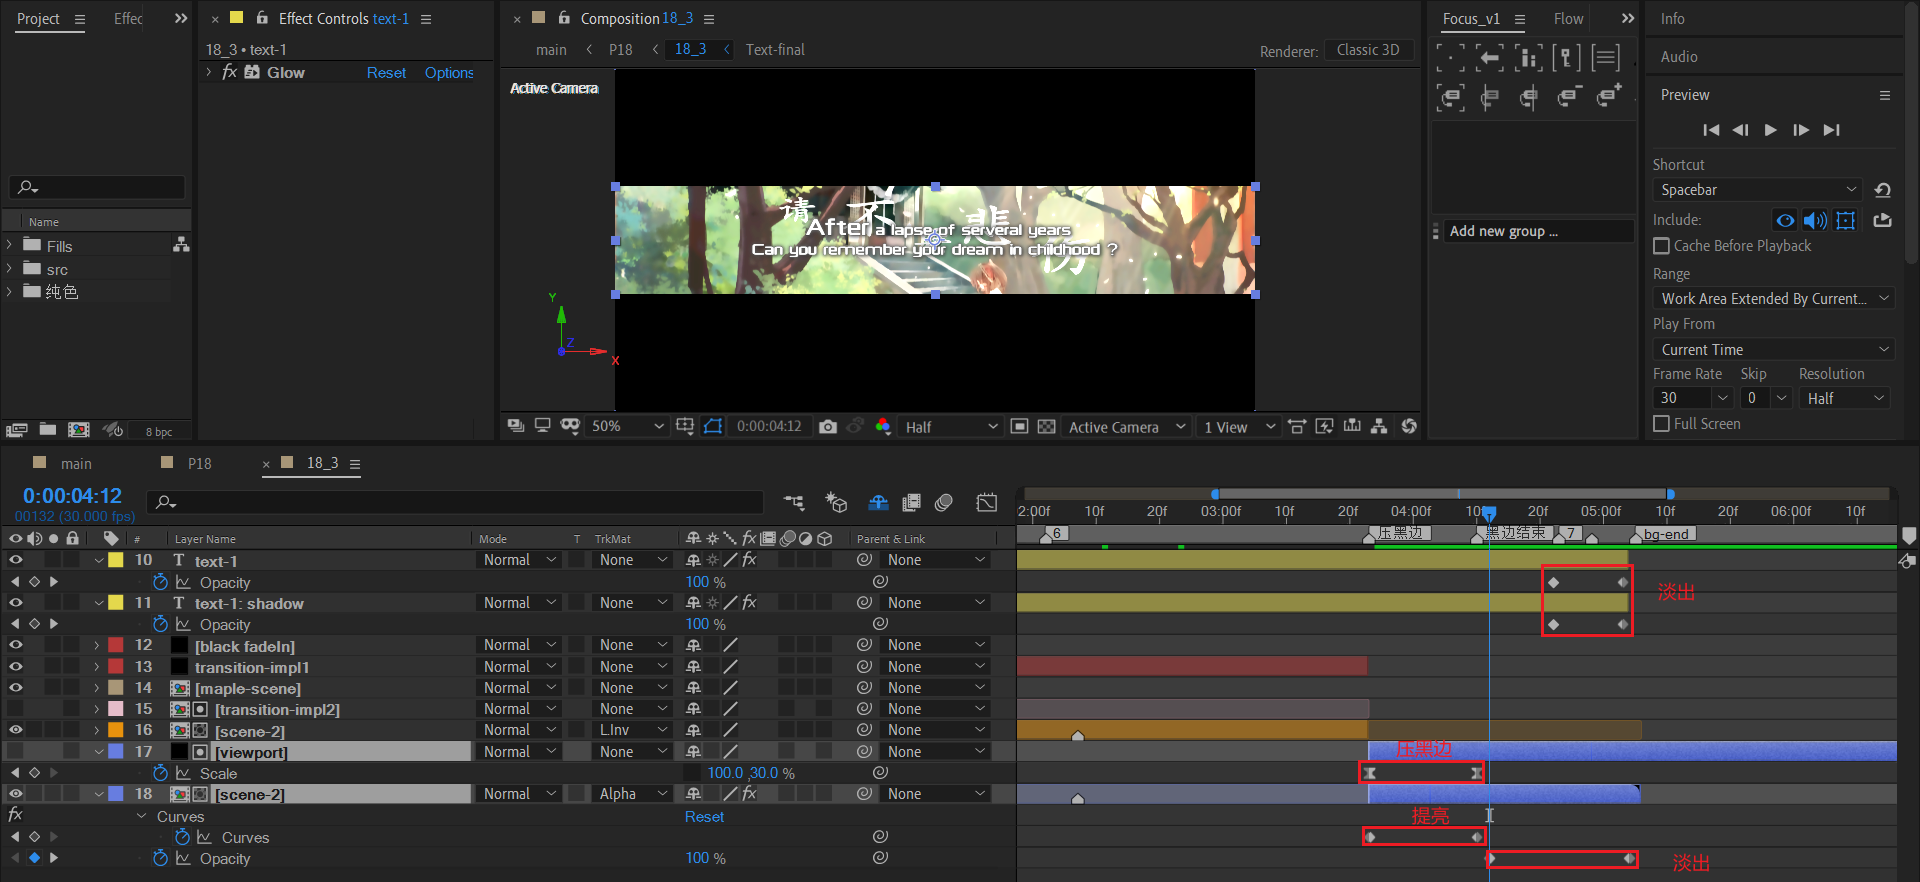 Project
Effec
Effect Controls text-1
18_3 • text-1
fx Glow
Reset
Options
Composition 18_3
main
P18
18_3
Text-final
Renderer:
Classic 3D
Active Camera
请 不 悲 伤
After a lapse of serveral years
Can you remember your dream in childhood ?
Y
Z
X
Name
Fills
src
纯色
8 bpc
50%
0:00:04:12
Half
Active Camera
1 View
Focus_v1
Flow
Add new group ...
Info
Audio
Preview
Shortcut
Spacebar
Include:
Cache Before Playback
Range
Work Area Extended By Current...
Play From
Current Time
Frame Rate
Skip
Resolution
30
0
Half
Full Screen
main
P18
18_3
0:00:04:12
00132 (30.000 fps)
2:00f
10f
20f
03:00f
10f
20f
04:00f
10f
20f
05:00f
10f
20f
06:00f
10f
6
压黑边
黑边结束
7
bg-end
#
Layer Name
Mode
T
TrkMat
fx
Parent & Link
10
T
text-1
Normal
None
fx
None
Opacity
100 %
11
T
text-1: shadow
Normal
None
fx
None
Opacity
100 %
淡出
12
[black fadeIn]
Normal
None
None
13
transition-impl1
Normal
None
None
14
[maple-scene]
Normal
None
None
15
[transition-impl2]
Normal
None
None
16
[scene-2]
Normal
L.Inv
None
17
[viewport]
Normal
None
None
压黑边
Scale
100.0 ,30.0 %
18
[scene-2]
Normal
Alpha
fx
None
fx
Curves
Reset
提亮
Curves
Opacity
100 %
淡出